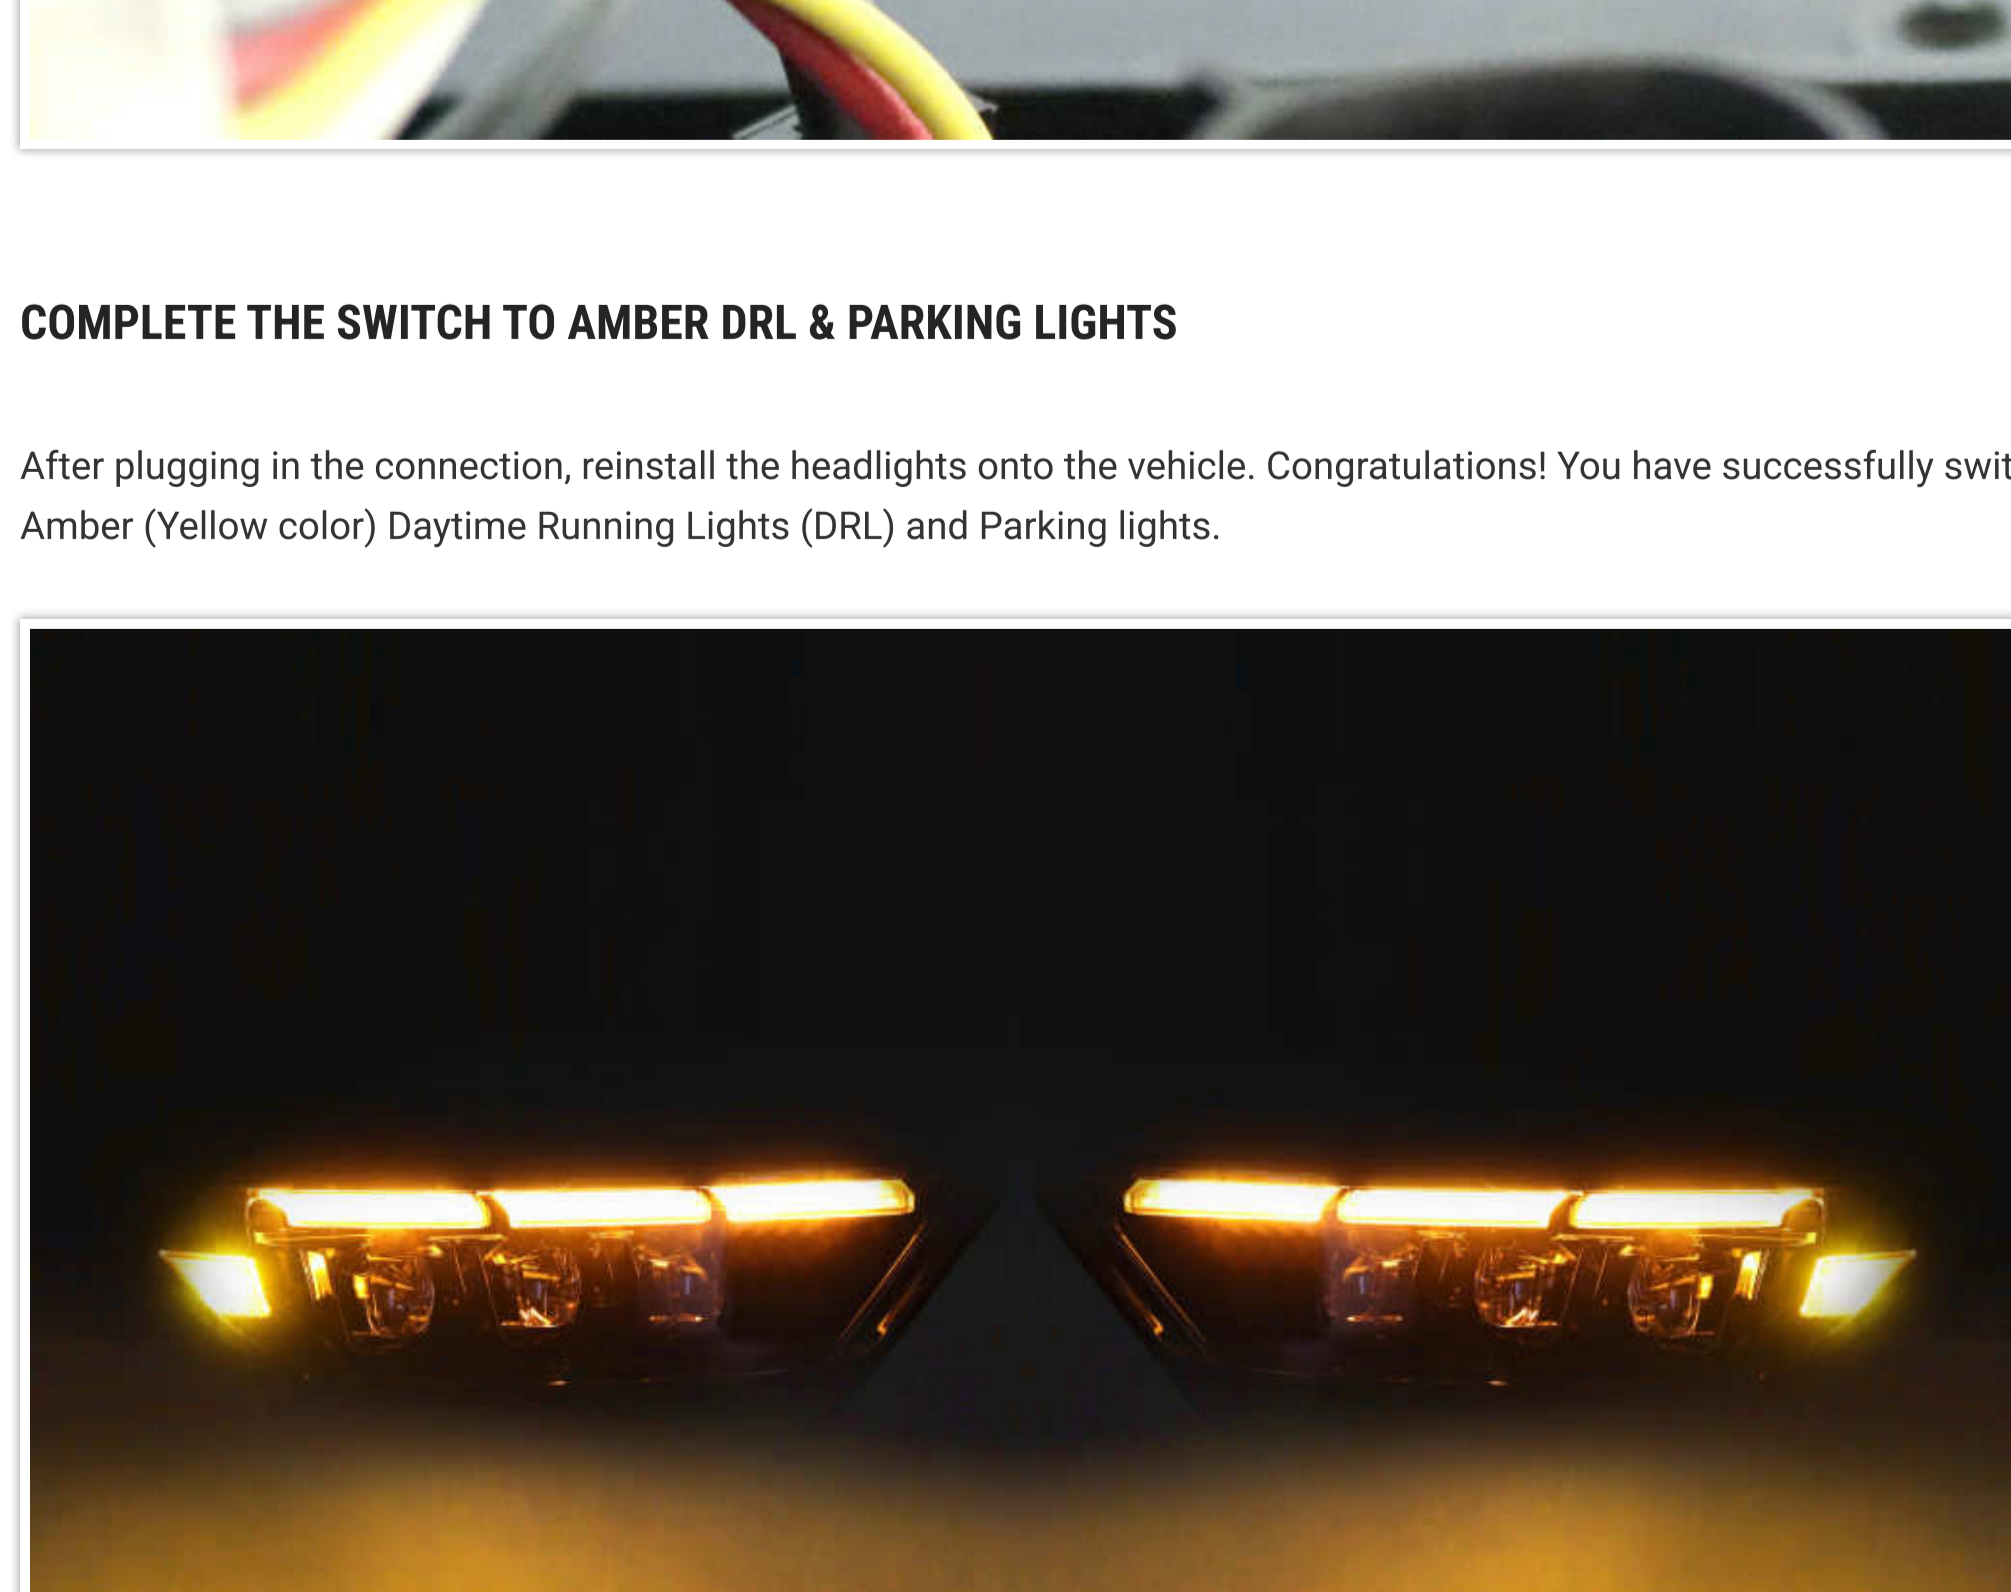 COMPLETE THE SWITCH TO AMBER DRL & PARKING LIGHTS
After plugging in the connection, reinstall the headlights onto the vehicle. Congratulations! You have successfully
Amber (Yellow color) Daytime Running Lights (DRL) and Parking lights.